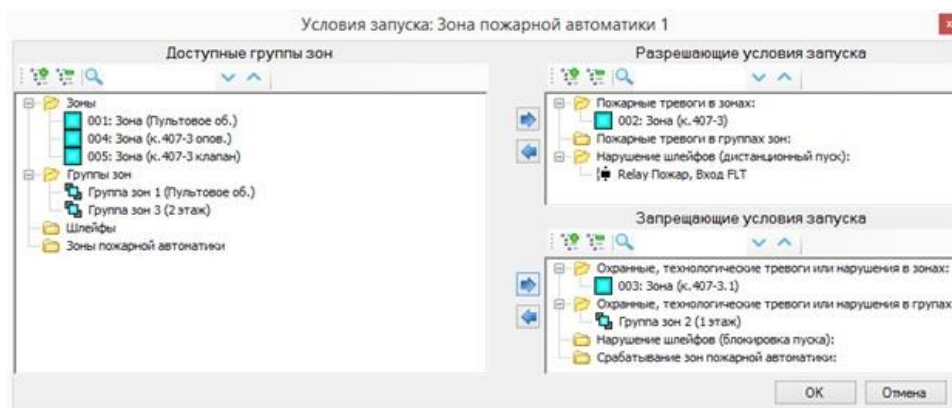 Условия запуска: Зона пожарной автоматики 1
Доступные группы зон
Зоны
001: Зона (Пультовое об.)
004: Зона (к.407-3 опов.)
005: Зона (к.407-3 клапан)
Группы зон
Группа зон 1 (Пультовое об.)
Группа зон 3 (2 этаж)
Шлейфы
Зоны пожарной автоматики
Разрешающие условия запуска
Пожарные тревоги в зонах:
002: Зона (к.407-3)
Пожарные тревоги в группах зон:
Нарушение шлейфов (дистанционный пуск):
Relay Пожар, Вход FLT
Запрещающие условия запуска
Охранные, технологические тревоги или нарушения в зонах:
003: Зона (к.407-3.1)
Охранные, технологические тревоги или нарушения в групах
Группа зон 2 (1 этаж)
Нарушение шлейфов (блокировка пуска):
Срабатывание зон пожарной автоматики:
OK
Отмена